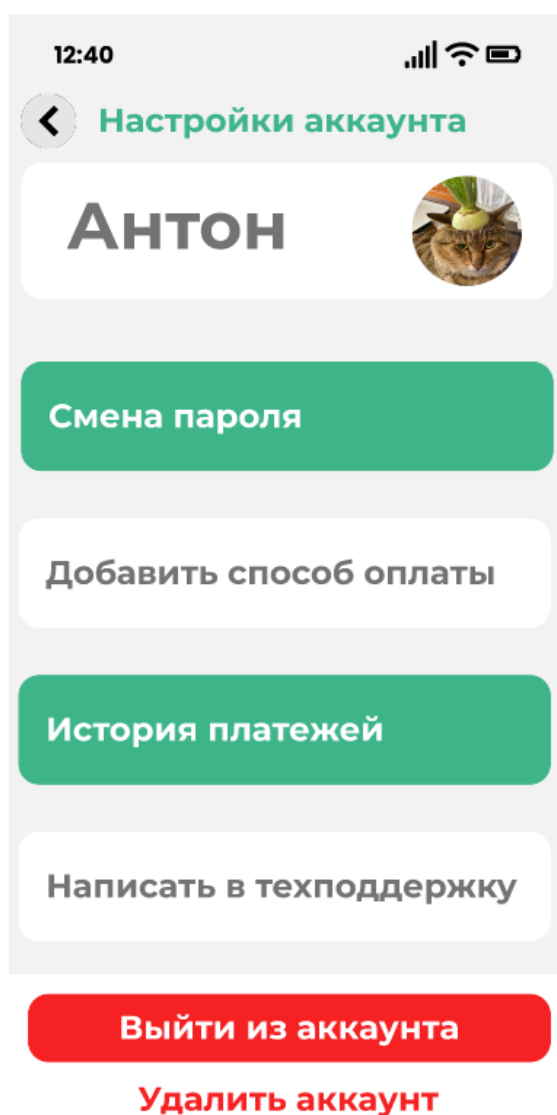 12:40
Настройки аккаунта
Антон
Смена пароля
Добавить способ оплаты
История платежей
Написать в техподдержку
Выйти из аккаунта
Удалить аккаунт